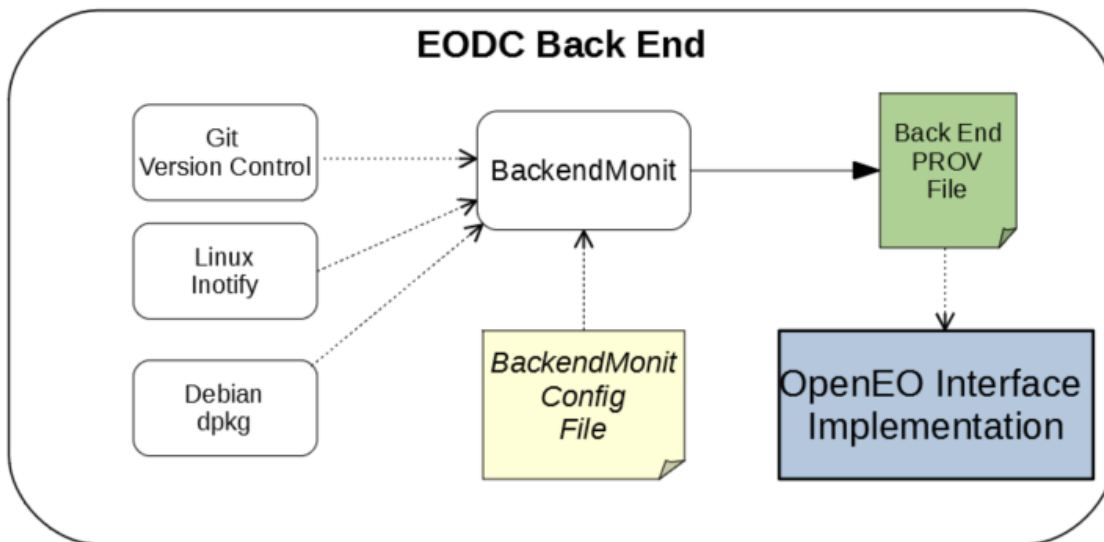 EODC Back End
Git
Version Control
BackendMonit
Back End
PROV
File
Linux
Inotify
Debian
dpkg
BackendMonit
Config
File
OpenEO Interface
Implementation